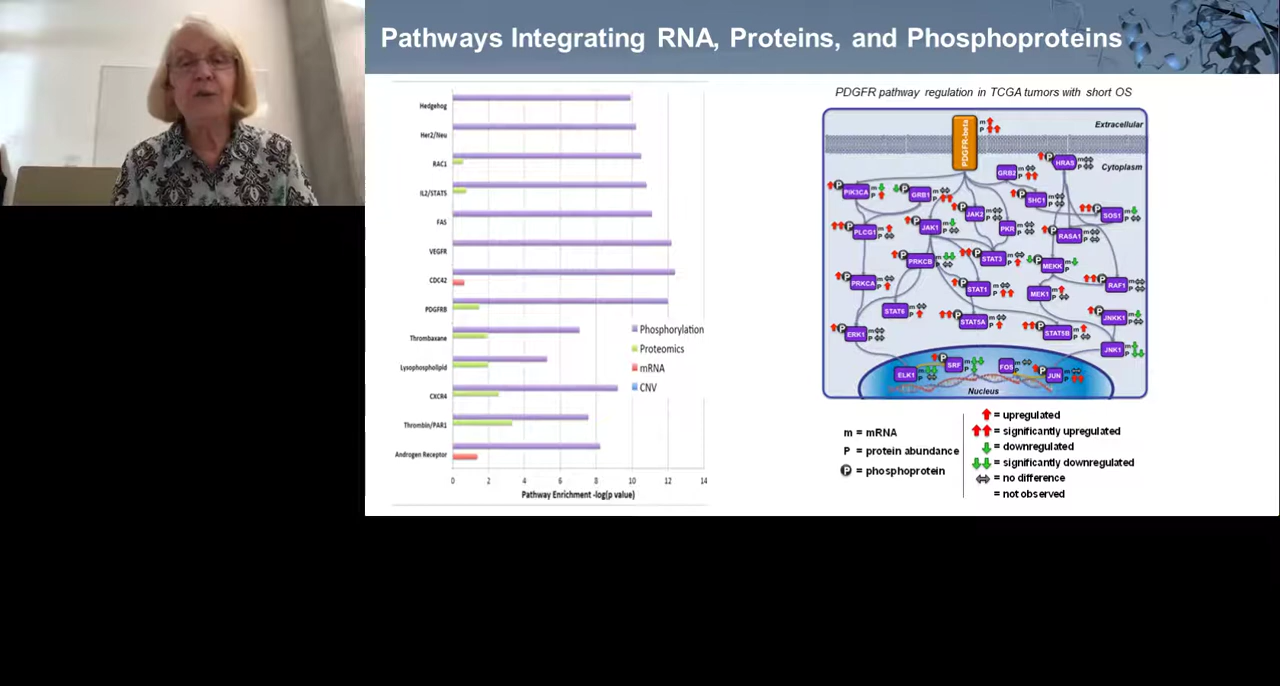 Pathways Integrating RNA, Proteins, and Phosphoproteins
Hedgehog
Her2/Neu
RAC1
IL2/STAT5
FAS
VEGFR
CDC42
PDGFRB
Thromboxane
Lysophospholipid
CXCR4
Thrombin/PAR1
Androgen Receptor
0 2 4 6 8 10 12 14
Pathway Enrichment -log(p value)
Phosphorylation
Proteomics
mRNA
CNV
PDGFR pathway regulation in TCGA tumors with short OS
Extracellular
PDGFR-beta
m
P
Cytoplasm
HRAS
GRB2
PIK3CA
GRB1
SHC1
JAK2
SOS1
PLCG1
JAK1
PKR
RASA1
PRKCB
STAT3
MEKK
PRKCA
STAT1
MEK1
RAF1
STAT6
STAT5A
STAT5B
JNKK1
ERK1
JNK1
ELK1
SRF
FOS
JUN
Nucleus
m = mRNA
P = protein abundance
P = phosphoprotein
= upregulated
= significantly upregulated
= downregulated
= significantly downregulated
= no difference
= not observed